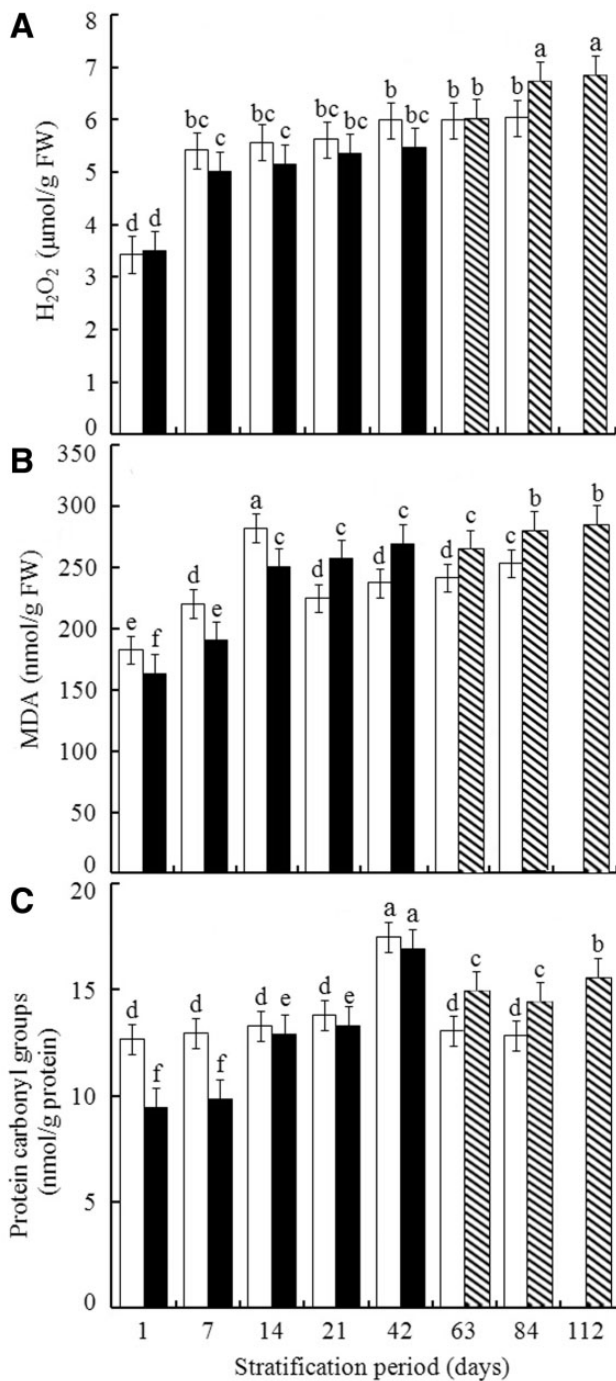 A
8
7
6
5
4
3
2
1
0
H₂O₂ (μmol/g FW)
d d bc c bc c bc bc b bc b b b a a
B
350
300
250
200
150
100
50
0
MDA (nmol/g FW)
e f d e a c d c d c d c d b b
C
20
15
10
5
0
Protein carbonyl groups
(nmol/g protein)
d f d f d e d e a a d c d c b
1 7 14 21 42 63 84 112
Stratification period (days)